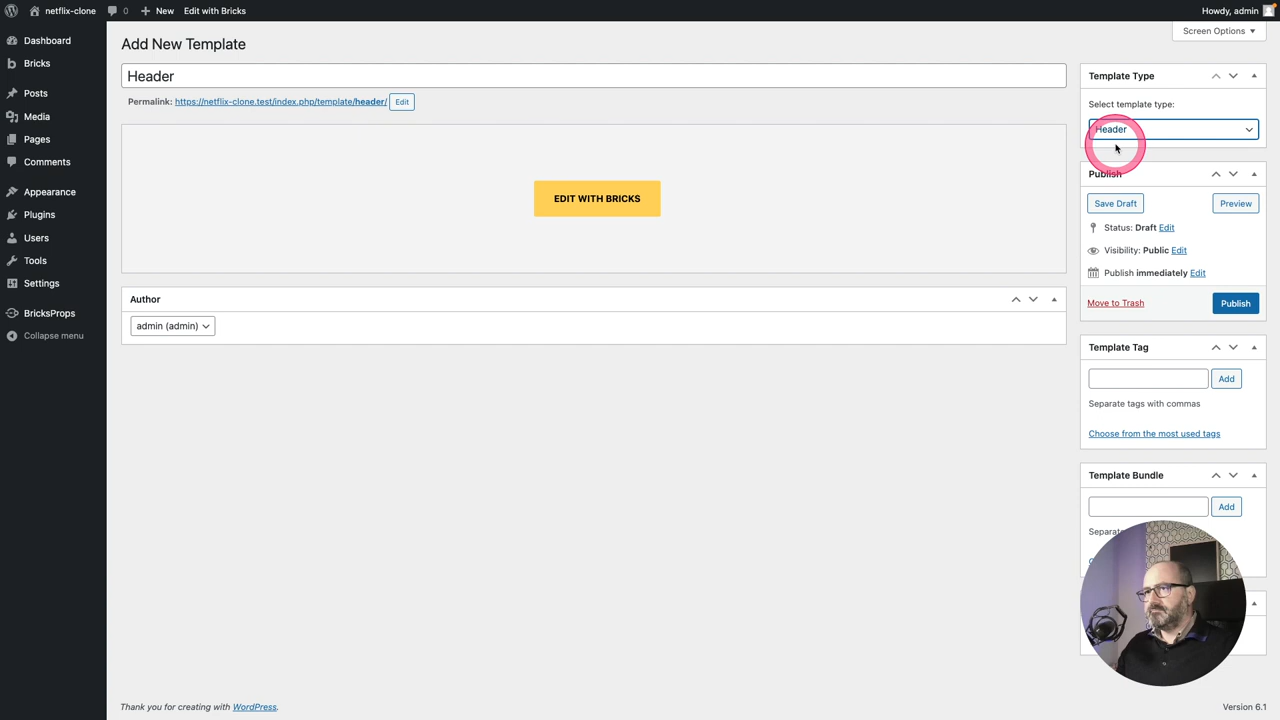 netflix-clone
0
New
Edit with Bricks
Howdy, admin
Screen Options
Dashboard
Bricks
Posts
Media
Pages
Comments
Appearance
Plugins
Users
Tools
Settings
BricksProps
Collapse menu
Add New Template
Header
Permalink: https://netflix-clone.test/index.php/template/header/ Edit
EDIT WITH BRICKS
Author
admin (admin)
Template Type
Select template type:
Header
Publish
Save Draft
Preview
Status: Draft Edit
Visibility: Public Edit
Publish immediately Edit
Move to Trash
Publish
Template Tag
Add
Separate tags with commas
Choose from the most used tags
Template Bundle
Add
Thank you for creating with WordPress.
Version 6.1